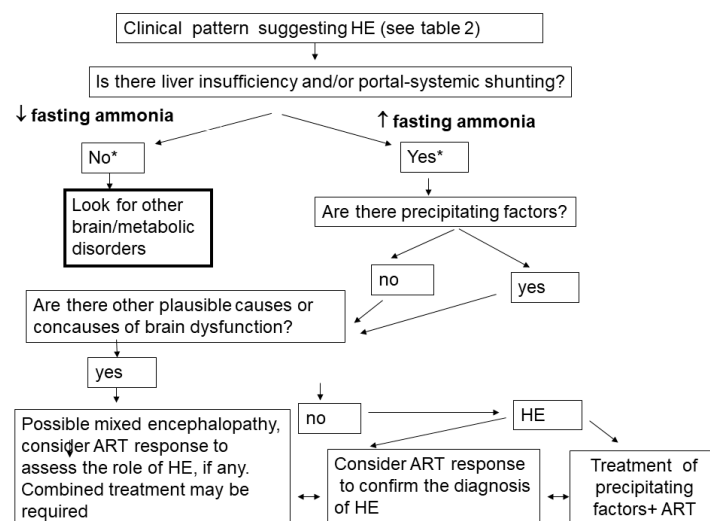 Clinical pattern suggesting HE (see table 2)
Is there liver insufficiency and/or portal-systemic shunting?
↓ fasting ammonia
↑ fasting ammonia
No*
Yes*
Look for other
brain/metabolic
disorders
Are there precipitating factors?
no
yes
Are there other plausible causes or
concauses of brain dysfunction?
yes
no
HE
Possible mixed encephalopathy,
consider ART response to
assess the role of HE, if any.
Combined treatment may be
required
Consider ART response
to confirm the diagnosis
of HE
Treatment of
precipitating
factors+ ART